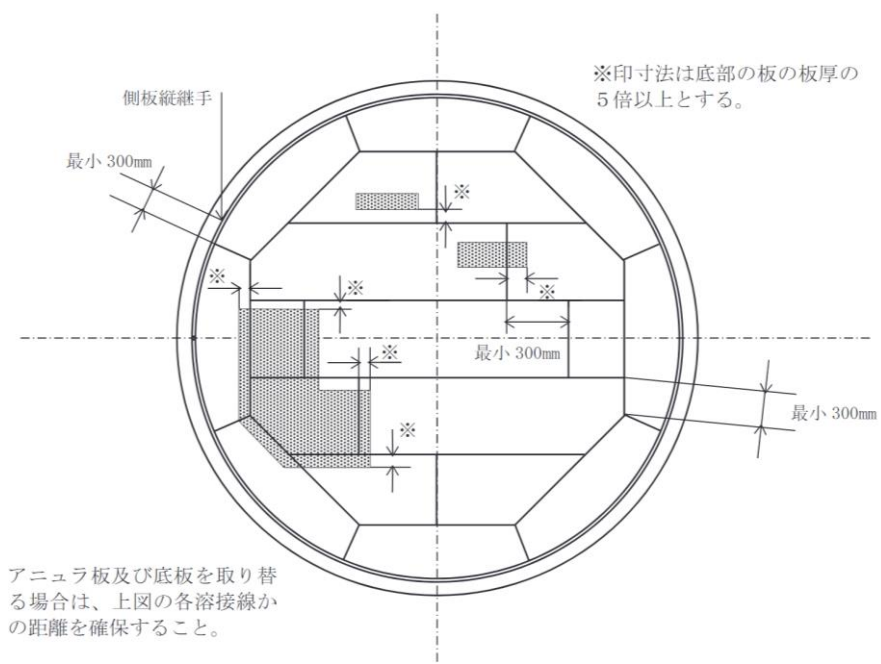 ※印寸法は底部の板の板厚の
５倍以上とする。
側板縦継手
最小 300mm
※
※
※
※
※
最小 300mm
※
最小 300mm
※
アニュラ板及び底板を取り替
る場合は、上図の各溶接線か
の距離を確保すること。